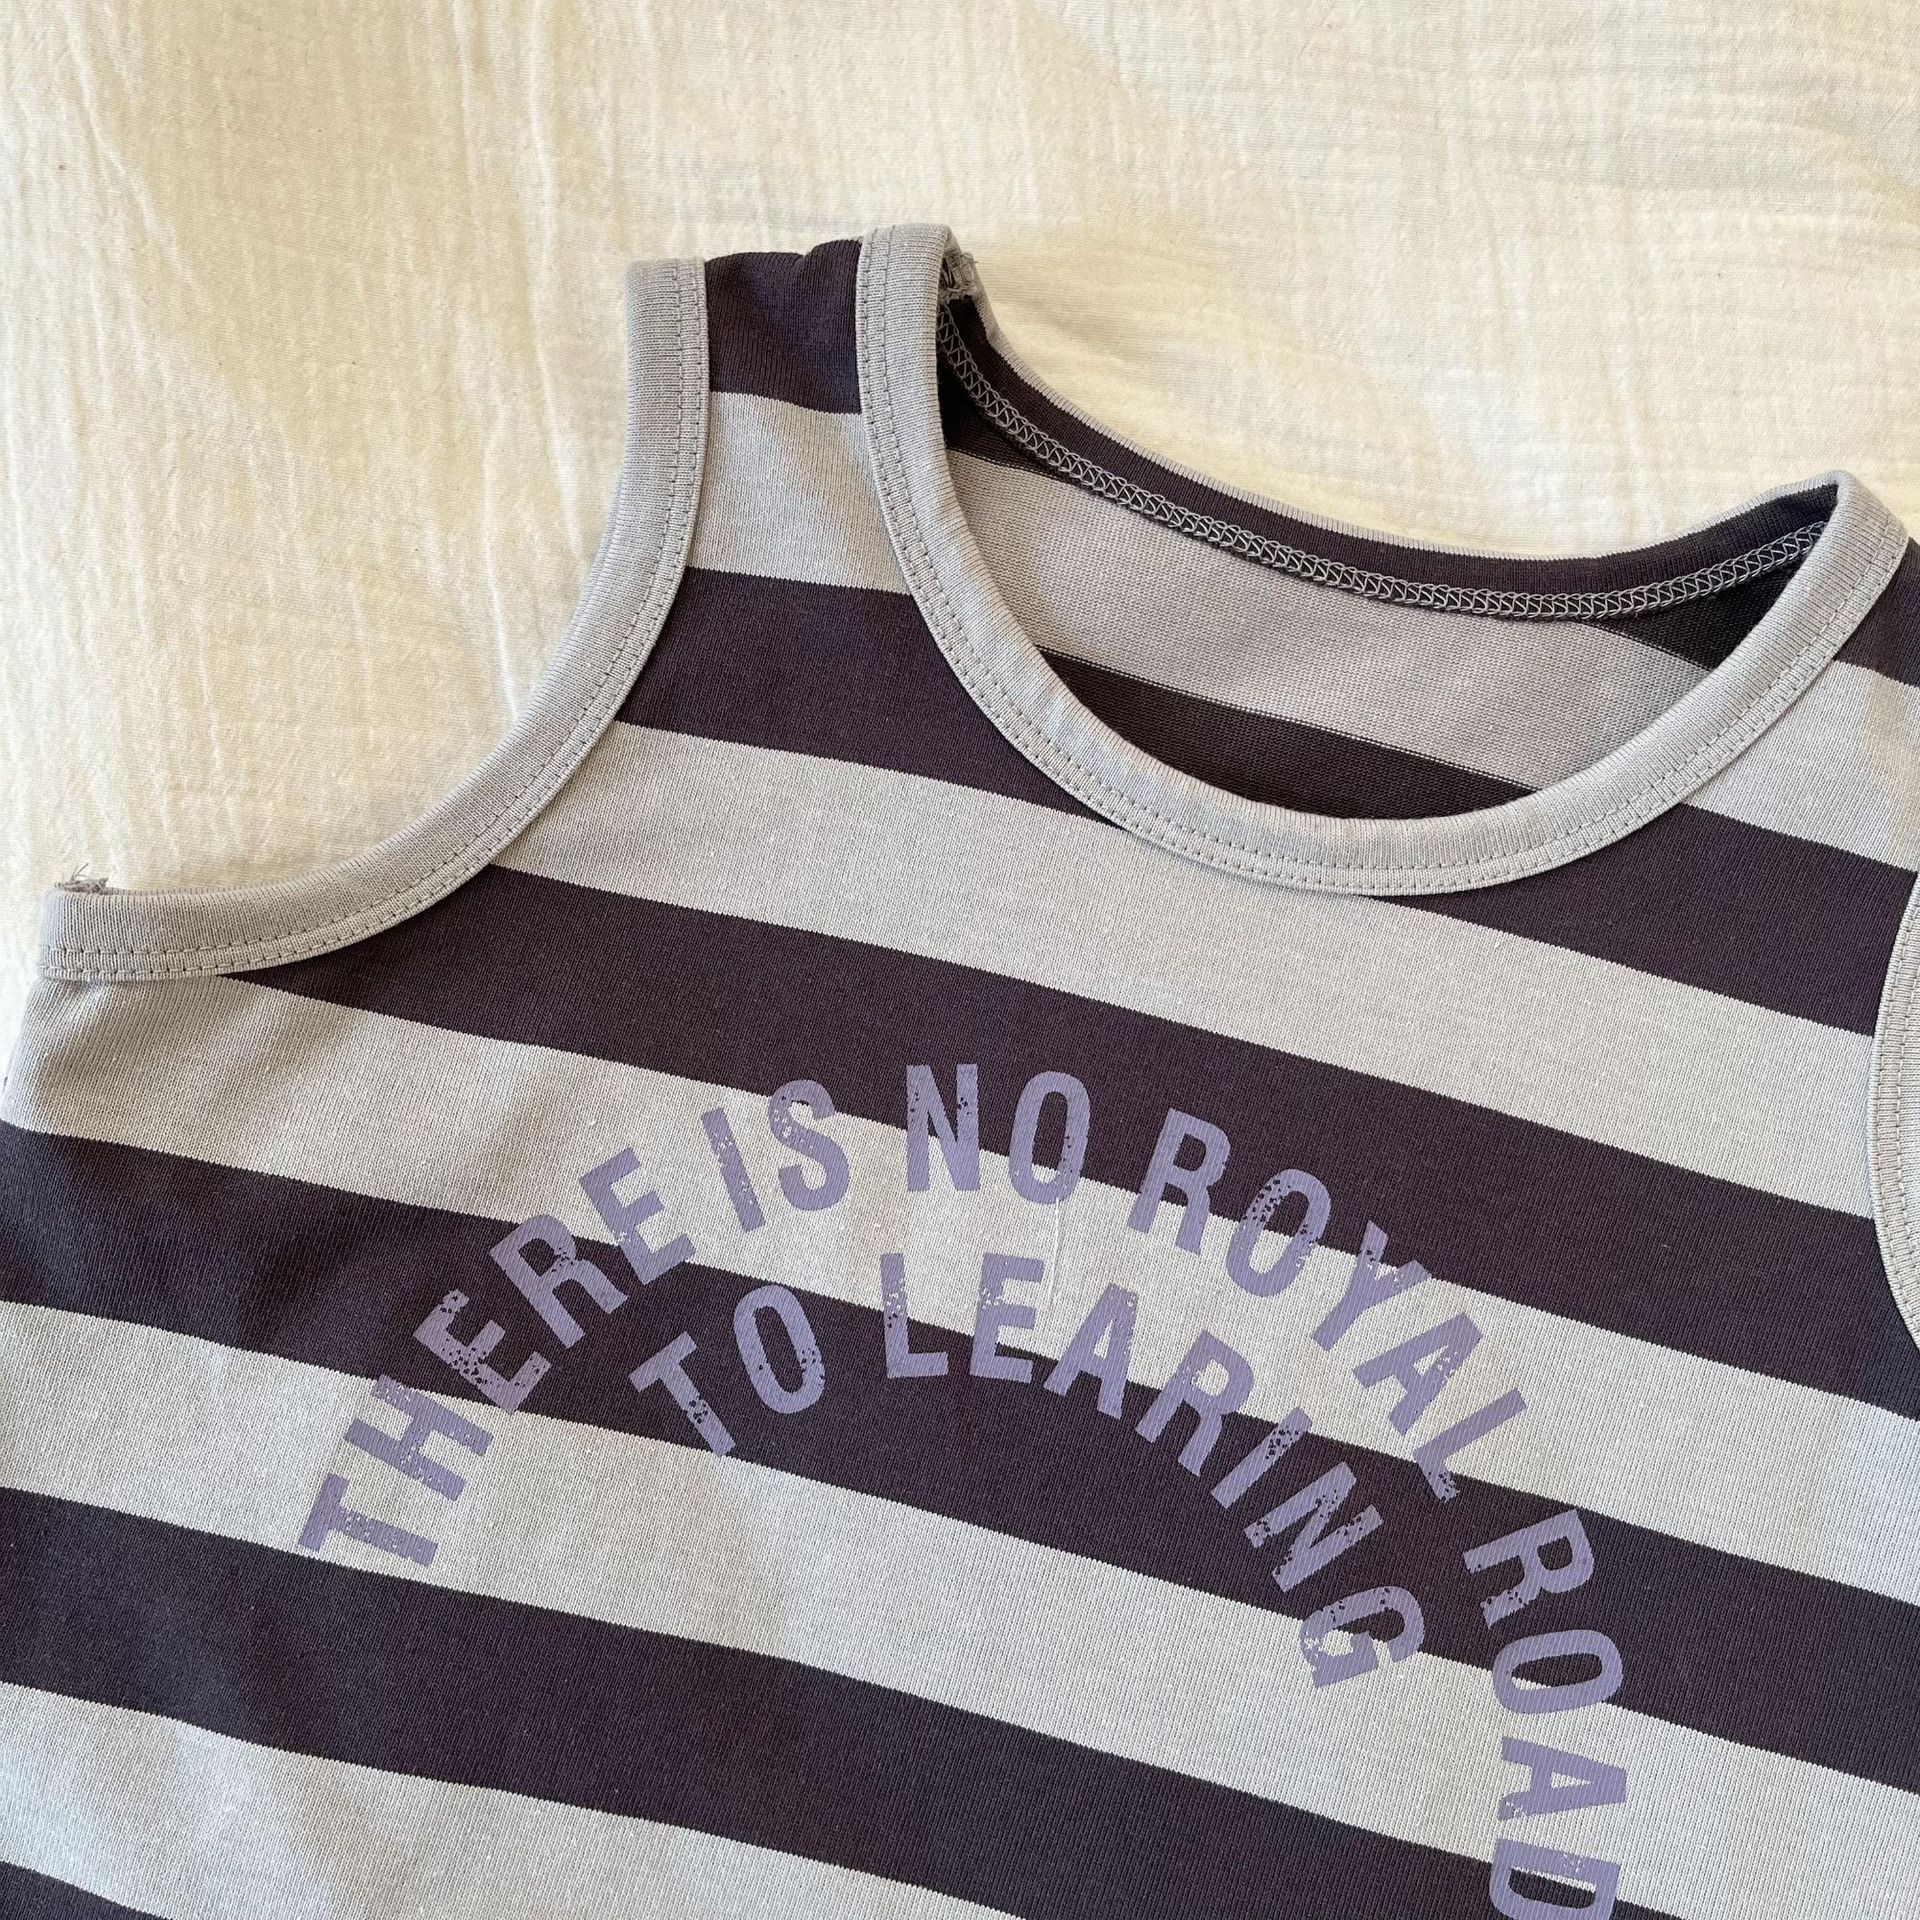 THERE IS NO ROYAL ROAD
TO LEARING